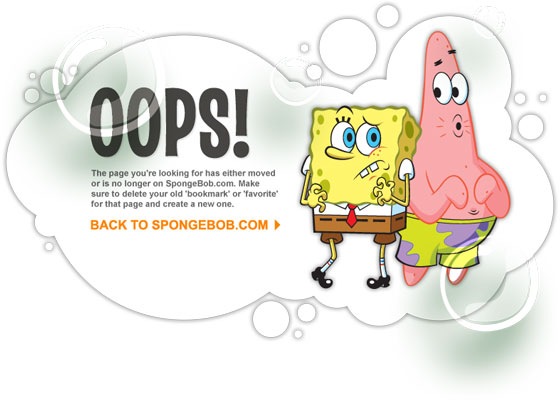 OOPS!
The page you're looking for has either moved
or is no longer on SpongeBob.com. Make
sure to delete your old 'bookmark' or 'favorite'
for that page and create a new one.
BACK TO SPONGEBOB.COM